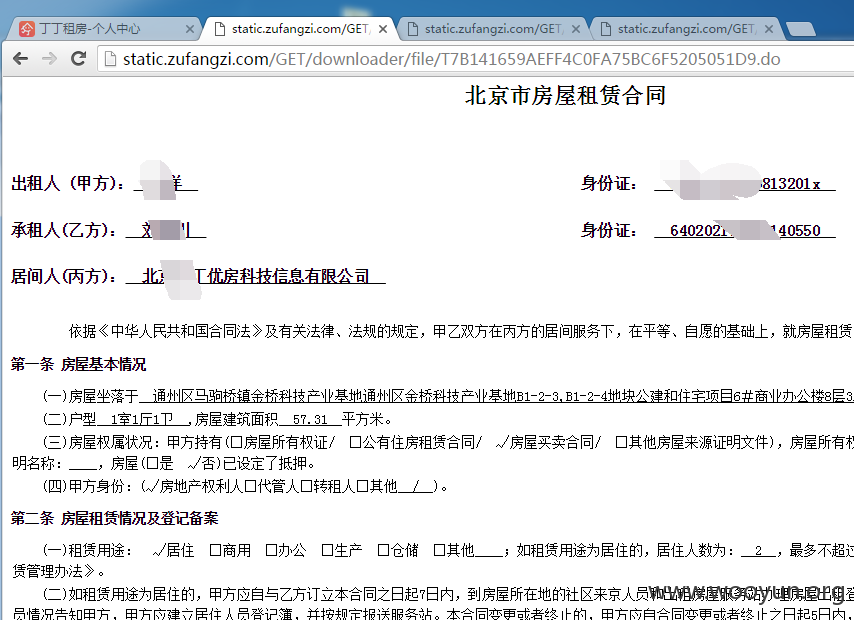 丁丁租房-个人中心
static.zufangzi.com/GET/
static.zufangzi.com/GET/
static.zufangzi.com/GET/
static.zufangzi.com/GET/downloader/file/T7B141659AEFF4C0FA75BC6F5205051D9.do
北京市房屋租赁合同
出租人（甲方）：洋 身份证：813201x
承租人(乙方)：刘 身份证：6402021 140550
居间人(丙方)：北京 丁优房科技信息有限公司
依据《中华人民共和国合同法》及有关法律、法规的规定，甲乙双方在丙方的居间服务下，在平等、自愿的基础上，就房屋租赁
第一条 房屋基本情况
(一)房屋坐落于 通州区马驹桥镇金桥科技产业基地通州区金桥科技产业基地B1-2-3,B1-2-4地块公建和住宅项目6#商业办公楼8层3
(二)户型 1室1厅1卫 ,房屋建筑面积 57.31 平方米。
(三)房屋权属状况：甲方持有(□房屋所有权证/ □公有住房租赁合同/ √房屋买卖合同/ □其他房屋来源证明文件)，房屋所有权
明名称：____，房屋(□是 √否)已设定了抵押。
(四)甲方身份：(√房地产权利人□代管人□转租人□其他__/__)。
第二条 房屋租赁情况及登记备案
(一)租赁用途： √居住 □商用 □办公 □生产 □仓储 □其他____；如租赁用途为居住的，居住人数为：__2__，最多不超过
赁管理办法》。
(二)如租赁用途为居住的，甲方应自与乙方订立本合同之日起7日内，到房屋所在地的社区来京人员和出租房屋服务站办理房屋出租登
员情况告知甲方，甲方应建立居住人员登记簿，并按规定报送服务站。本合同变更或者终止的，甲方应自合同变更或者终止之日起5日内，
www.wooyun.org